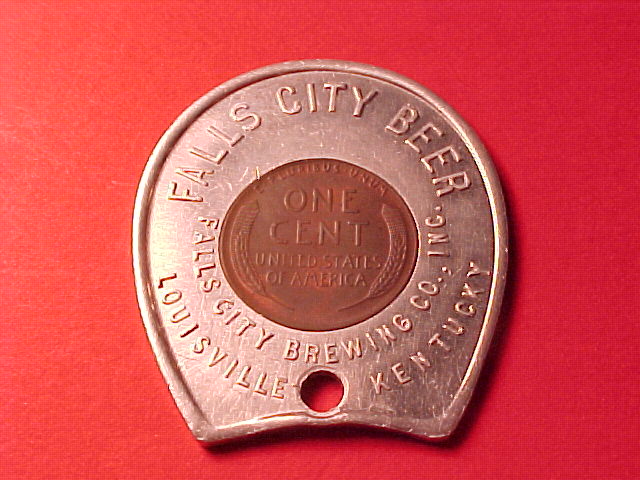 FALLS CITY BEER
E·PLURIBUS·UNUM
ONE
CENT
UNITED STATES
OF AMERICA
FALLS CITY BREWING CO., INC.
LOUISVILLE KENTUCKY